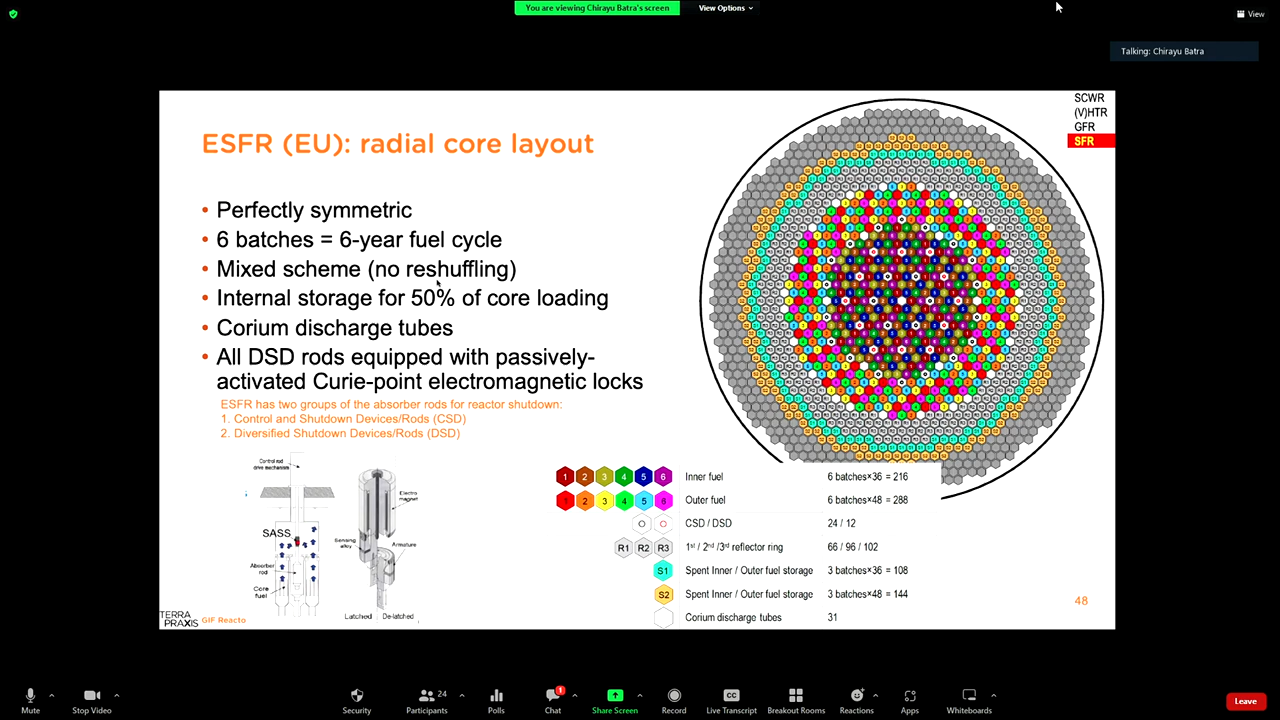 You are viewing Chirayu Batra's screen
View Options
View
Talking: Chirayu Batra
SCWR
(V)HTR
GFR
SFR
ESFR (EU): radial core layout
• Perfectly symmetric
• 6 batches = 6-year fuel cycle
• Mixed scheme (no reshuffling)
• Internal storage for 50% of core loading
• Corium discharge tubes
• All DSD rods equipped with passively-
activated Curie-point electromagnetic locks
ESFR has two groups of the absorber rods for reactor shutdown:
1. Control and Shutdown Devices/Rods (CSD)
2. Diversified Shutdown Devices/Rods (DSD)
Control rod
drive mechanism
SASS
Absorber
rod
Core
fuel
Electro
magnet
Sensing
alloy
Armature
Latched
De-latched
1 2 3 4 5 6 Inner fuel 6 batches×36 = 216
1 2 3 4 5 6 Outer fuel 6 batches×48 = 288
CSD / DSD 24 / 12
R1 R2 R3 1st / 2nd /3rd reflector ring 66 / 96 / 102
S1 Spent Inner / Outer fuel storage 3 batches×36 = 108
S2 Spent Inner / Outer fuel storage 3 batches×48 = 144
Corium discharge tubes 31
48
TERRA
PRAXIS
GIF Reacto
Mute
Stop Video
Security
Participants
24
Polls
Chat
1
Share Screen
Record
CC
Live Transcript
Breakout Rooms
Reactions
Apps
Whiteboards
Leave